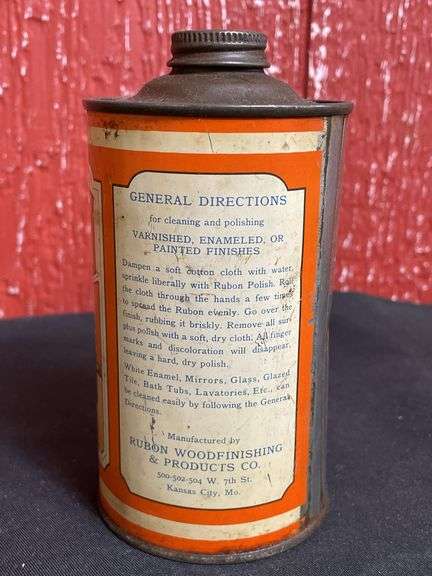 GENERAL DIRECTIONS
for cleaning and polishing
VARNISHED, ENAMELED, OR
PAINTED FINISHES
Dampen a soft cotton cloth with water,
sprinkle liberally with Rubon Polish. Roll
the cloth through the hands a few times
to spread the Rubon evenly. Go over the
finish, rubbing it briskly. Remove all sur-
plus polish with a soft, dry cloth. All finger
marks and discoloration will disappear,
leaving a hard, dry polish.
White Enamel, Mirrors, Glass, Glazed
Tile, Bath Tubs, Lavatories, Etc., can
be cleaned easily by following the General
Directions.
Manufactured by
RUBON WOODFINISHING
& PRODUCTS CO.
500-502-504 W. 7th St.
Kansas City, Mo.